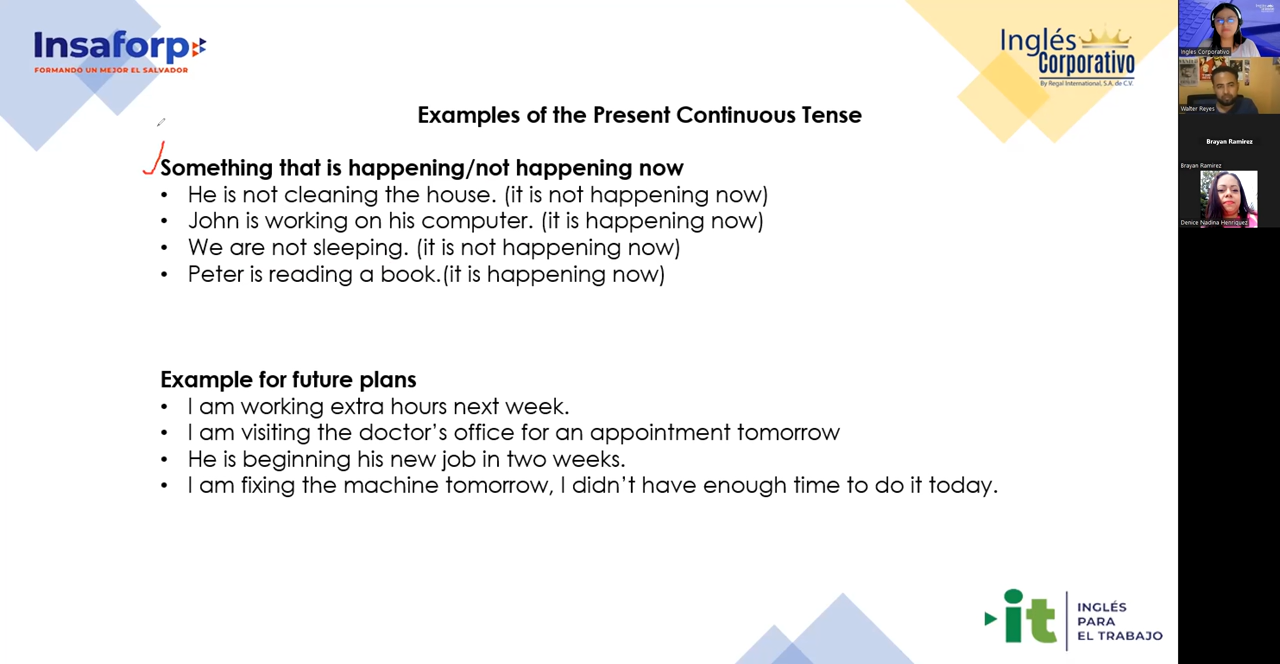 Insaforp
FORMANDO UN MEJOR EL SALVADOR
Inglés
Corporativo
By Regal International, S.A. de C.V.
Examples of the Present Continuous Tense
Something that is happening/not happening now
• He is not cleaning the house. (it is not happening now)
• John is working on his computer. (it is happening now)
• We are not sleeping. (it is not happening now)
• Peter is reading a book.(it is happening now)
Example for future plans
• I am working extra hours next week.
• I am visiting the doctor’s office for an appointment tomorrow
• He is beginning his new job in two weeks.
• I am fixing the machine tomorrow, I didn’t have enough time to do it today.
it
INGLÉS
PARA
EL TRABAJO
Ingles Corporativo
Walter Reyes
Brayan Ramirez
Brayan Ramirez
Denice Nadina Henriquez